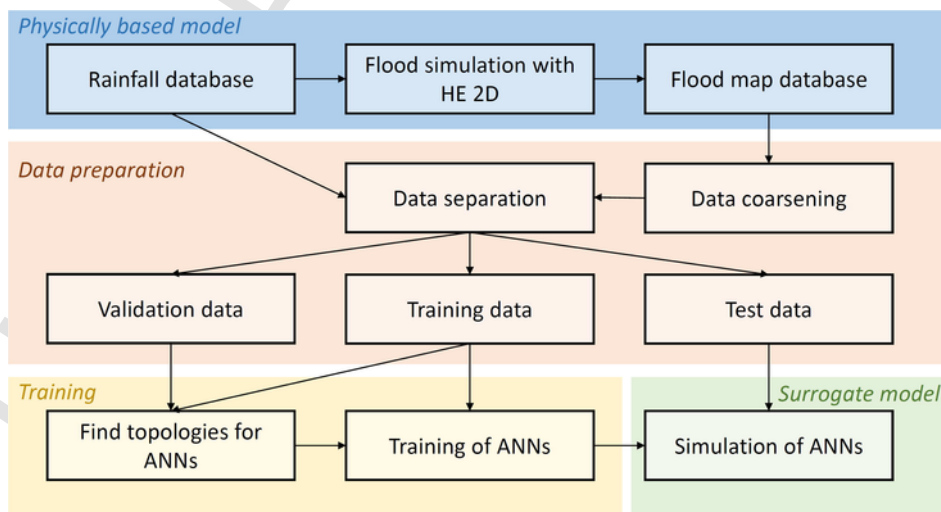 Physically based model
Rainfall database
Flood simulation with
HE 2D
Flood map database
Data preparation
Data separation
Data coarsening
Validation data
Training data
Test data
Training
Surrogate model
Find topologies for
ANNs
Training of ANNs
Simulation of ANNs